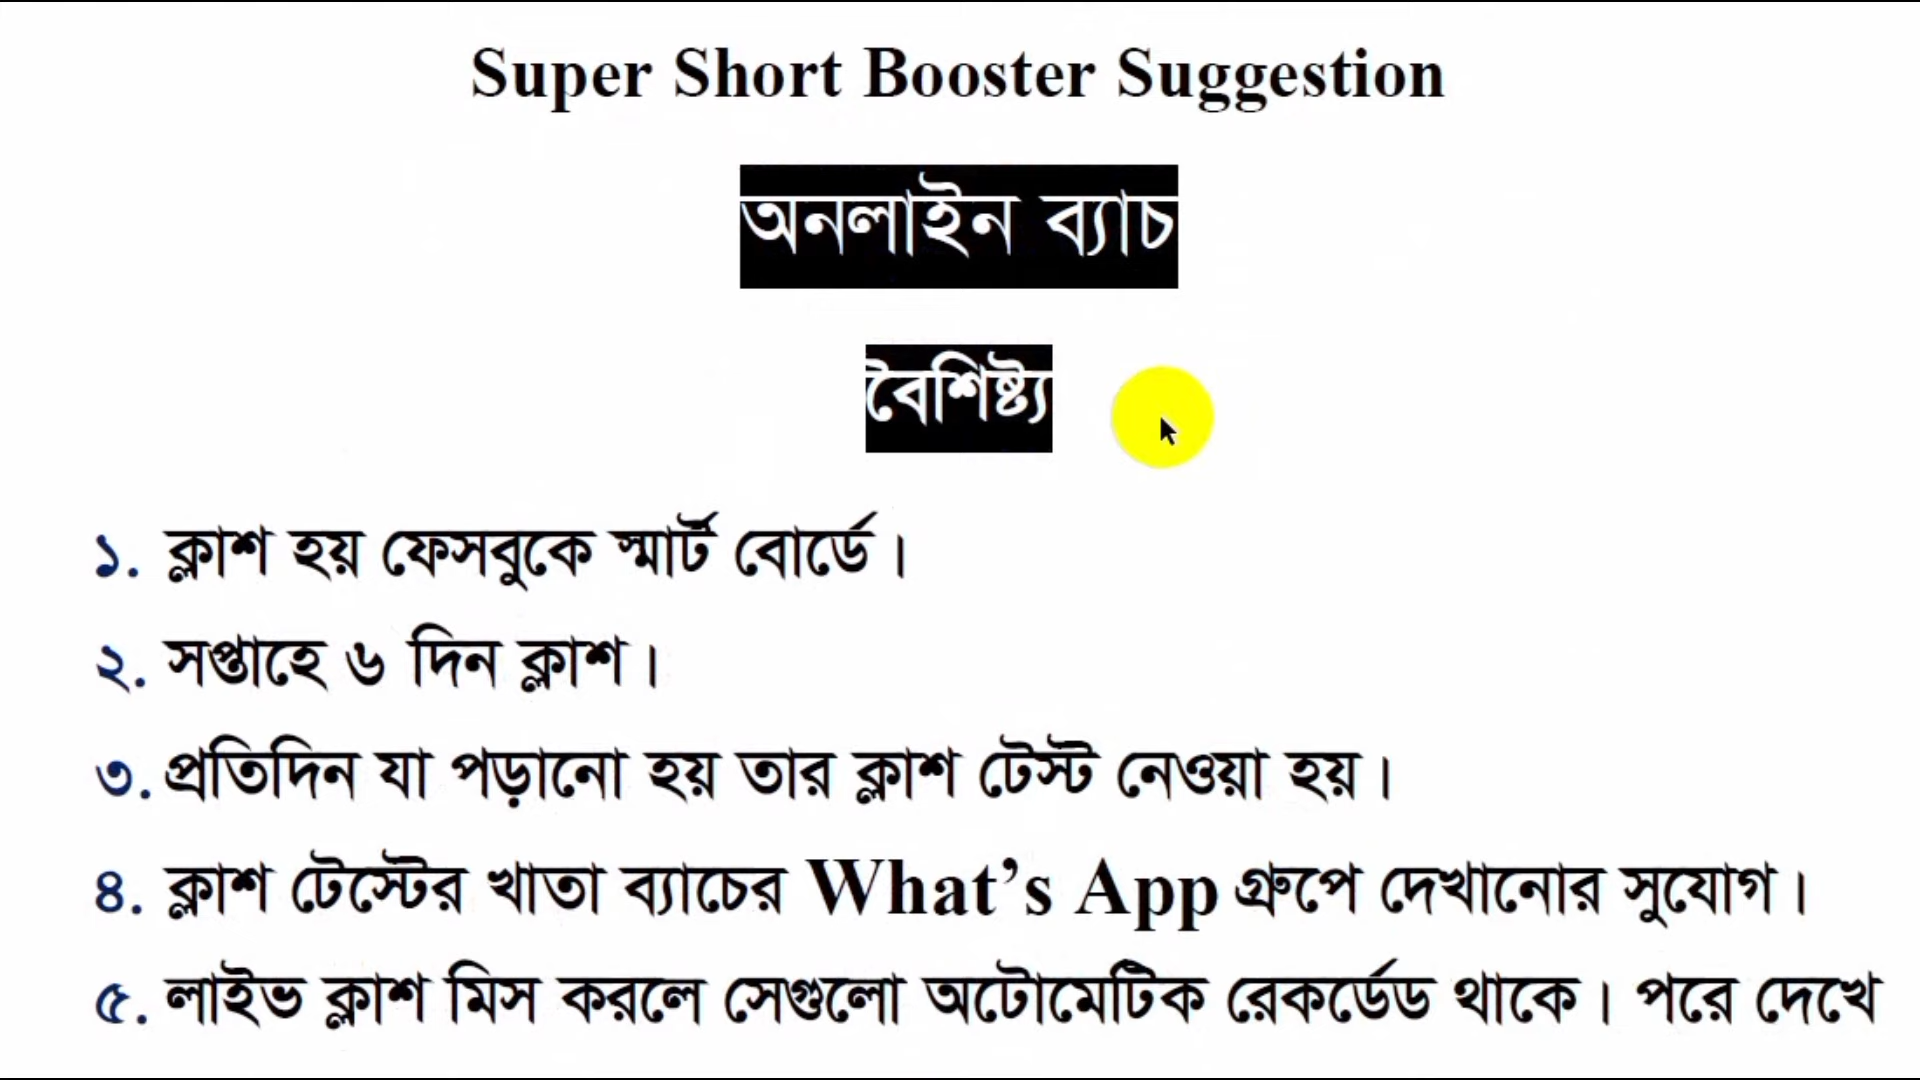 Super Short Booster Suggestion
অনলাইন ব্যাচ
বৈশিষ্ট্য
১. ক্লাশ হয় ফেসবুকে স্মার্ট বোর্ডে।
২. সপ্তাহে ৬ দিন ক্লাশ।
৩. প্রতিদিন যা পড়ানো হয় তার ক্লাশ টেস্ট নেওয়া হয়।
৪. ক্লাশ টেস্টের খাতা ব্যাচের What’s App গ্রুপে দেখানোর সুযোগ।
৫. লাইভ ক্লাশ মিস করলে সেগুলো অটোমেটিক রেকর্ডেড থাকে। পরে দেখে